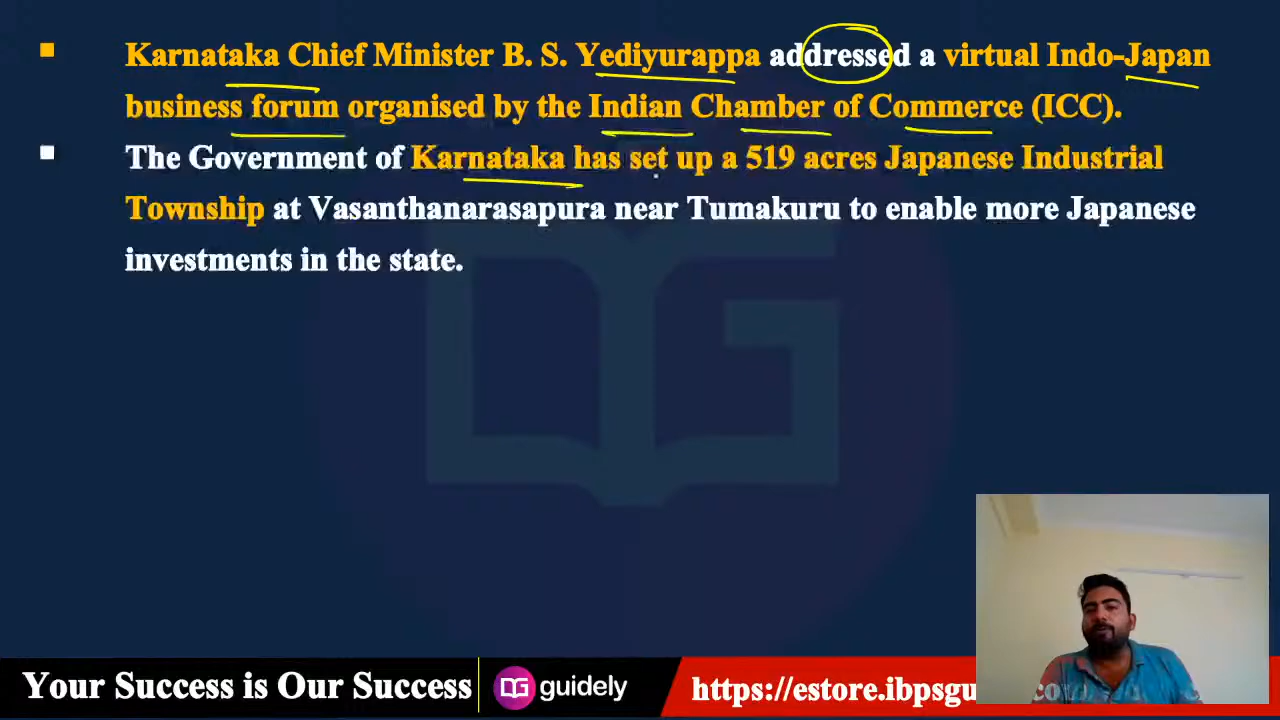 Karnataka Chief Minister B. S. Yediyurappa addressed a virtual Indo-Japan
business forum organised by the Indian Chamber of Commerce (ICC).
The Government of Karnataka has set up a 519 acres Japanese Industrial
Township at Vasanthanarasapura near Tumakuru to enable more Japanese
investments in the state.
Your Success is Our Success
guidely
https://estore.ibpsgu